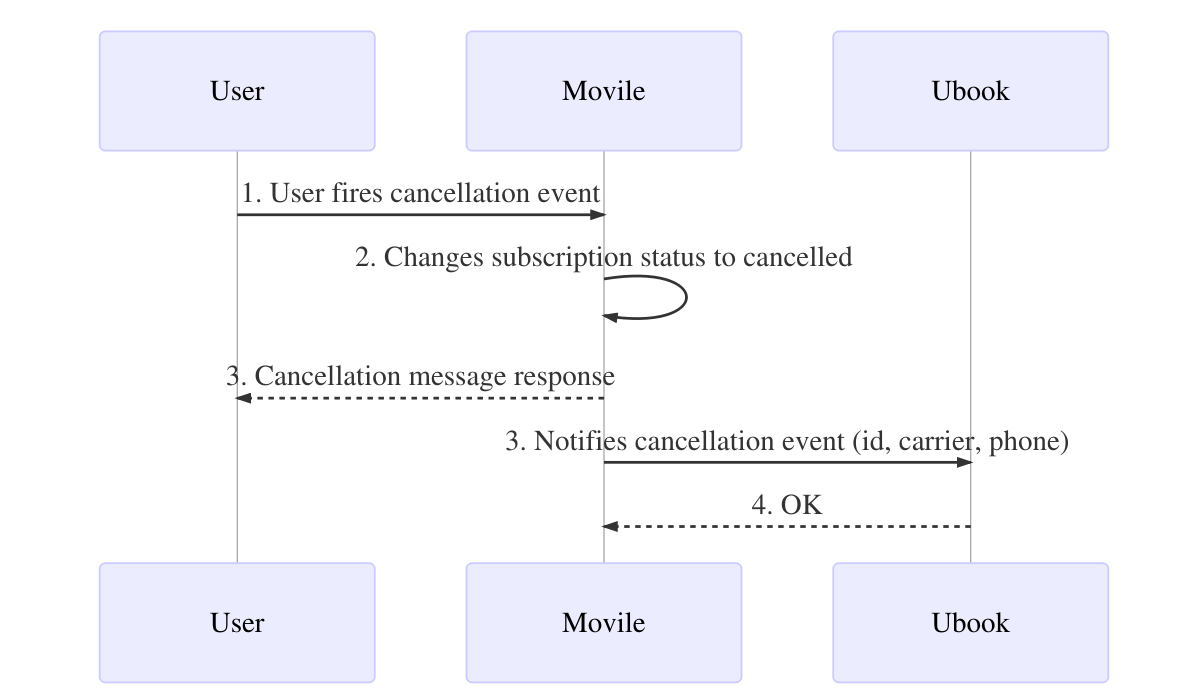 User
Movile
Ubook
1. User fires cancellation event
2. Changes subscription status to cancelled
3. Cancellation message response
3. Notifies cancellation event (id, carrier, phone)
4. OK
User
Movile
Ubook